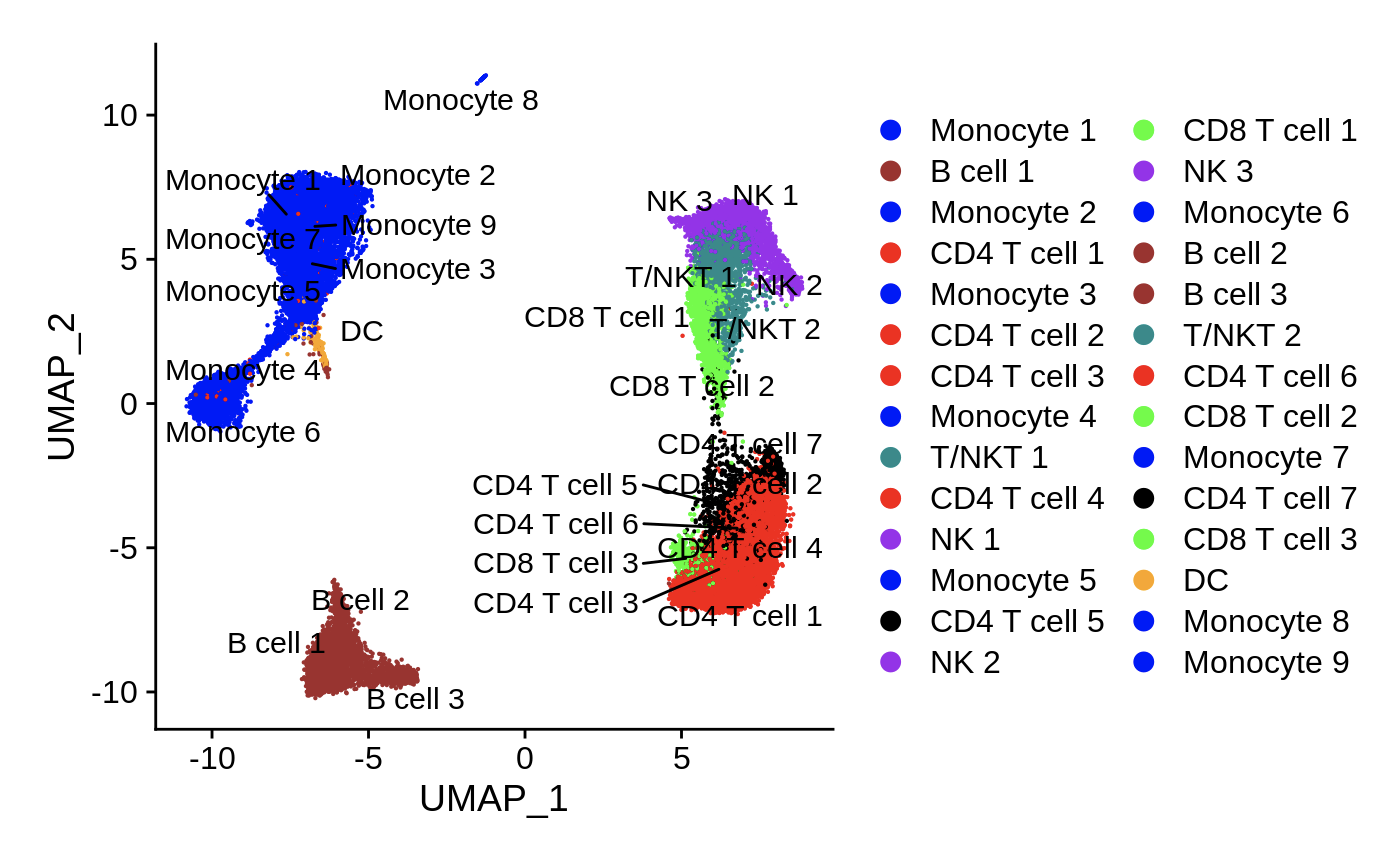 Monocyte 8
Monocyte 1
Monocyte 2
Monocyte 7
Monocyte 9
Monocyte 3
Monocyte 5
DC
Monocyte 4
Monocyte 6
NK 3
NK 1
T/NKT 1
NK 2
CD8 T cell 1
T/NKT 2
CD8 T cell 2
CD4 T cell 7
CD4 T cell 5
CD4 T cell 2
CD4 T cell 6
CD4 T cell 4
CD8 T cell 3
CD4 T cell 3
CD4 T cell 1
B cell 2
B cell 1
B cell 3
UMAP_2
10
5
0
-5
-10
-10
-5
0
5
UMAP_1
Monocyte 1
B cell 1
Monocyte 2
CD4 T cell 1
Monocyte 3
CD4 T cell 2
CD4 T cell 3
Monocyte 4
T/NKT 1
CD4 T cell 4
NK 1
Monocyte 5
CD4 T cell 5
NK 2
CD8 T cell 1
NK 3
Monocyte 6
B cell 2
B cell 3
T/NKT 2
CD4 T cell 6
CD8 T cell 2
Monocyte 7
CD4 T cell 7
CD8 T cell 3
DC
Monocyte 8
Monocyte 9